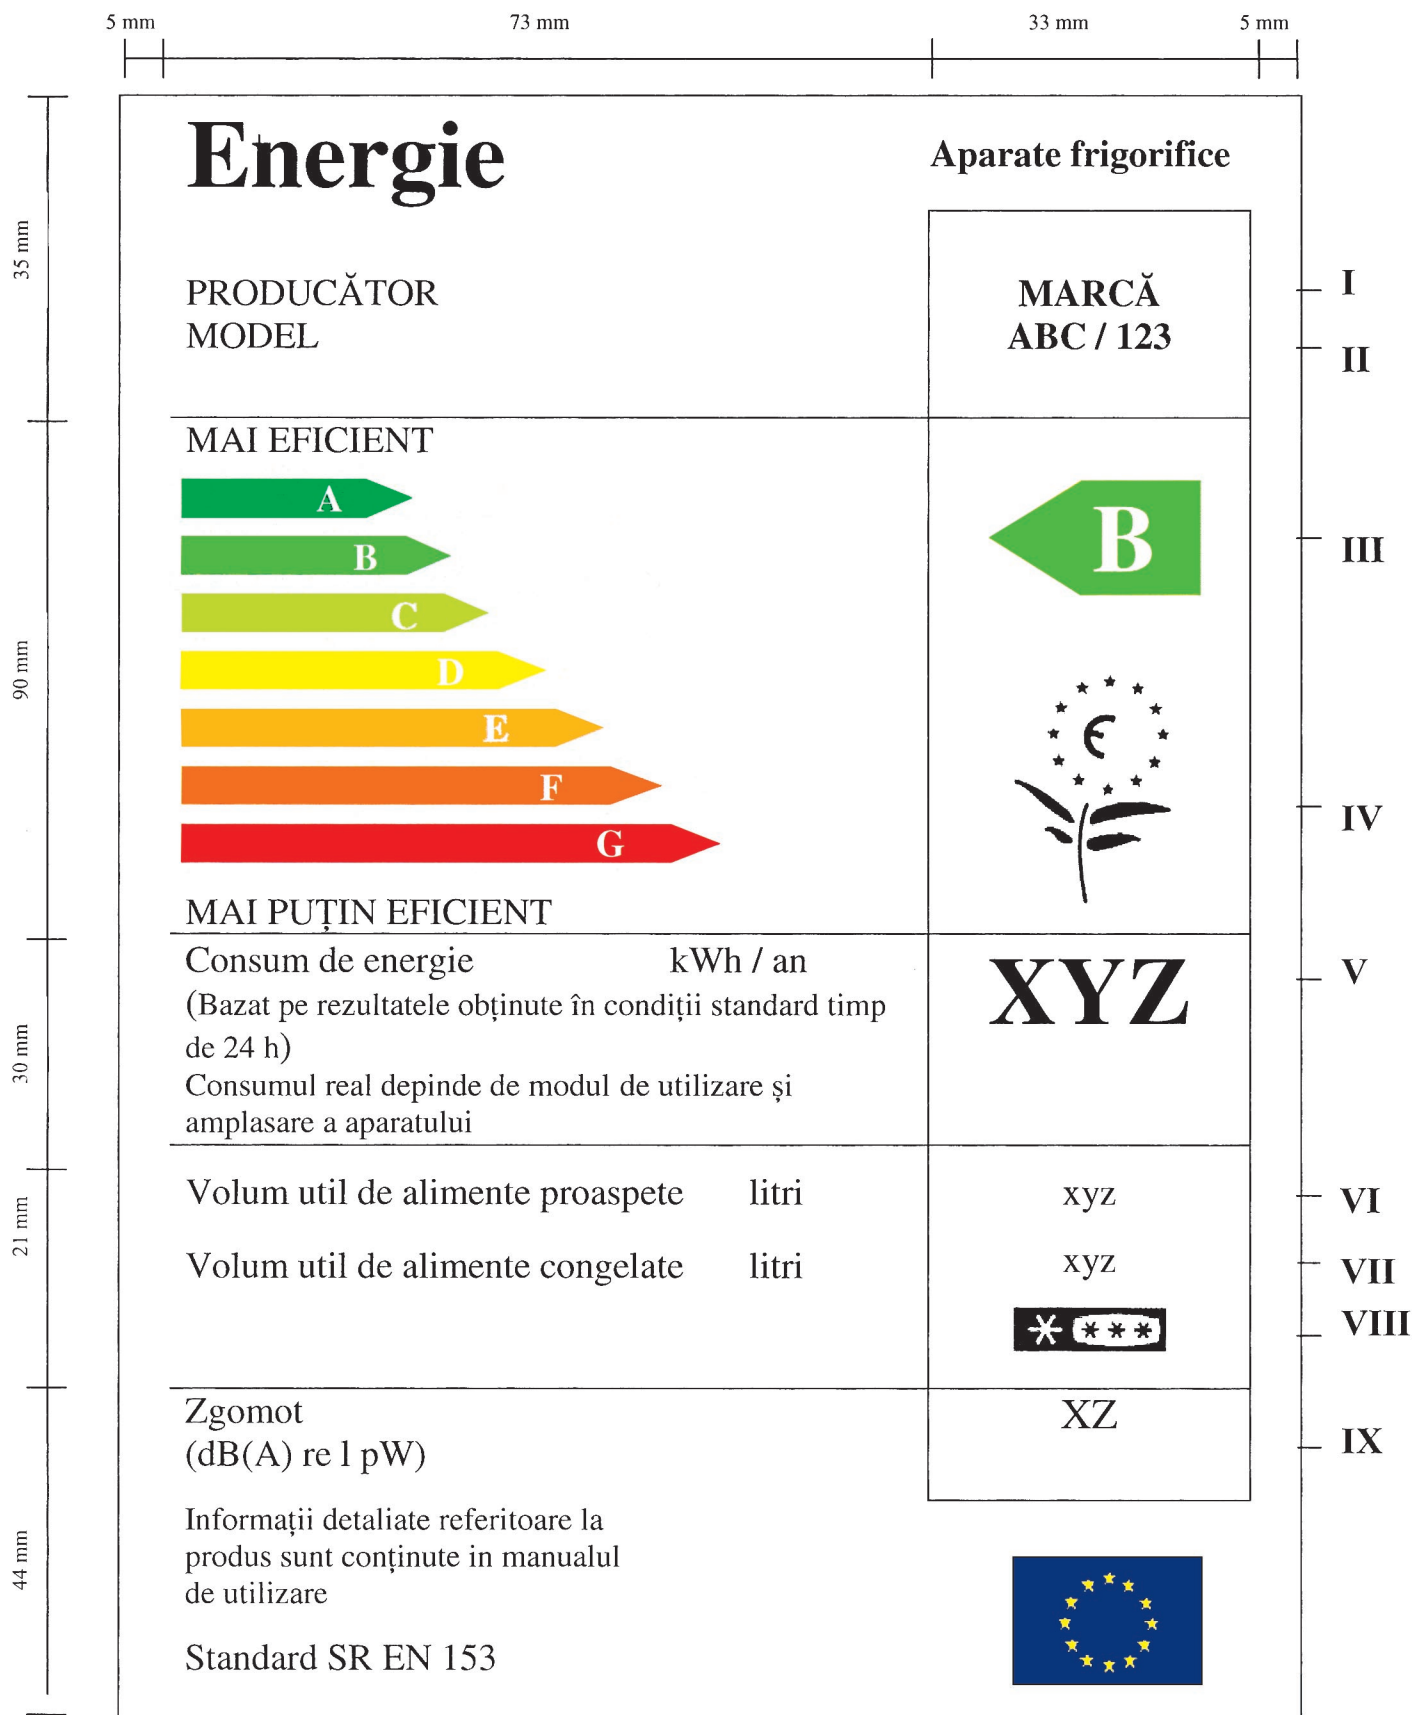 5 mm 73 mm 33 mm 5 mm
Energie
Aparate frigorifice
35 mm
PRODUCĂTOR MARCĂ I
MODEL ABC / 123 II
MAI EFICIENT
A
B
B III
C
D
90 mm
E
F
IV
G
MAI PUȚIN EFICIENT
Consum de energie kWh / an XYZ V
(Bazat pe rezultatele obținute în condiții standard timp
de 24 h)
30 mm
Consumul real depinde de modul de utilizare și
amplasare a aparatului
Volum util de alimente proaspete litri xyz VI
21 mm
Volum util de alimente congelate litri xyz VII
VIII
Zgomot XZ
(dB(A) re l pW) IX
Informații detaliate referitoare la
produs sunt conținute in manualul
44 mm
de utilizare
Standard SR EN 153